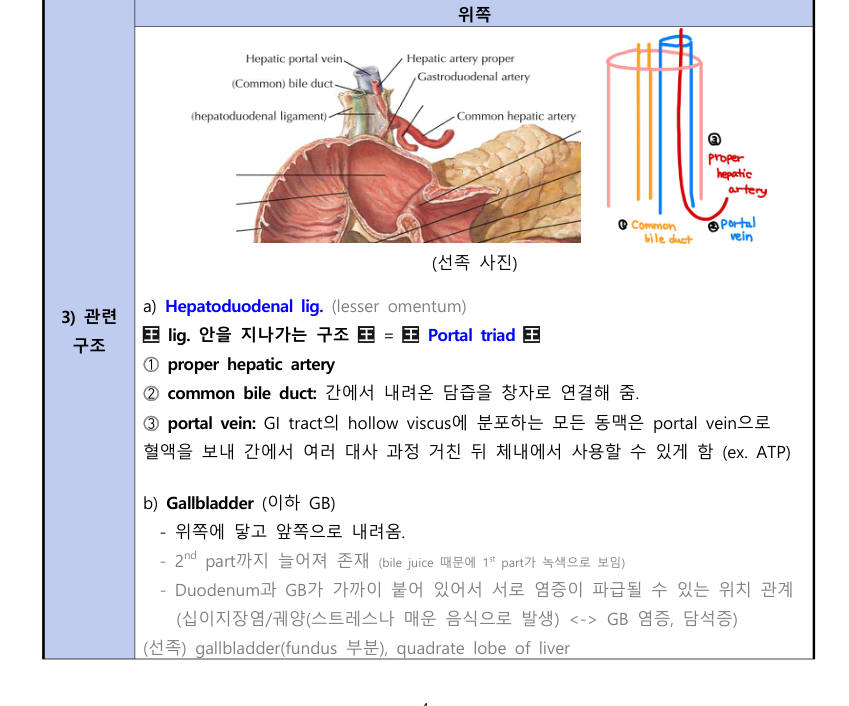 위쪽
Hepatic portal vein
Hepatic artery proper
(Common) bile duct
Gastroduodenal artery
(hepatoduodenal ligament)
Common hepatic artery
③
proper
hepatic
artery
① Common
bile duct
② Portal
vein
(선족 사진)
3) 관련
구조
a) Hepatoduodenal lig. (lesser omentum)
王 lig. 안을 지나가는 구조 王 = 王 Portal triad 王
① proper hepatic artery
② common bile duct: 간에서 내려온 담즙을 창자로 연결해 줌.
③ portal vein: GI tract의 hollow viscus에 분포하는 모든 동맥은 portal vein으로
혈액을 보내 간에서 여러 대사 과정 거친 뒤 체내에서 사용할 수 있게 함 (ex. ATP)
b) Gallbladder (이하 GB)
- 위쪽에 닿고 앞쪽으로 내려옴.
- 2nd part까지 늘어져 존재 (bile juice 때문에 1st part가 녹색으로 보임)
- Duodenum과 GB가 가까이 붙어 있어서 서로 염증이 파급될 수 있는 위치 관계
(십이지장염/궤양(스트레스나 매운 음식으로 발생) <-> GB 염증, 담석증)
(선족) gallbladder(fundus 부분), quadrate lobe of liver